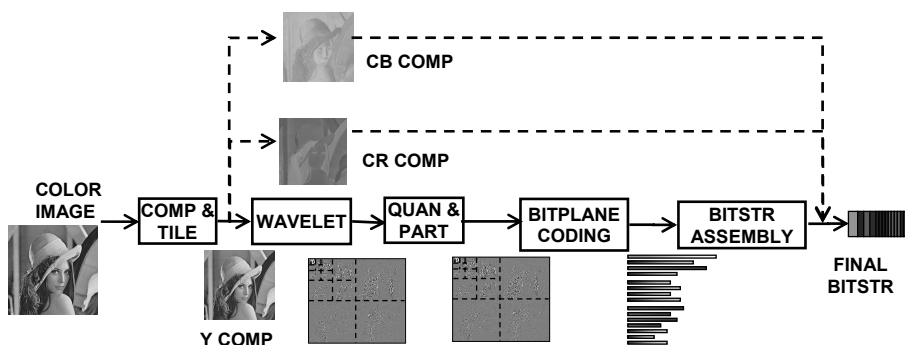 CB COMP
CR COMP
COLOR
IMAGE
COMP &
TILE
WAVELET
QUAN &
PART
BITPLANE
CODING
BITSTR
ASSEMBLY
FINAL
BITSTR
Y COMP